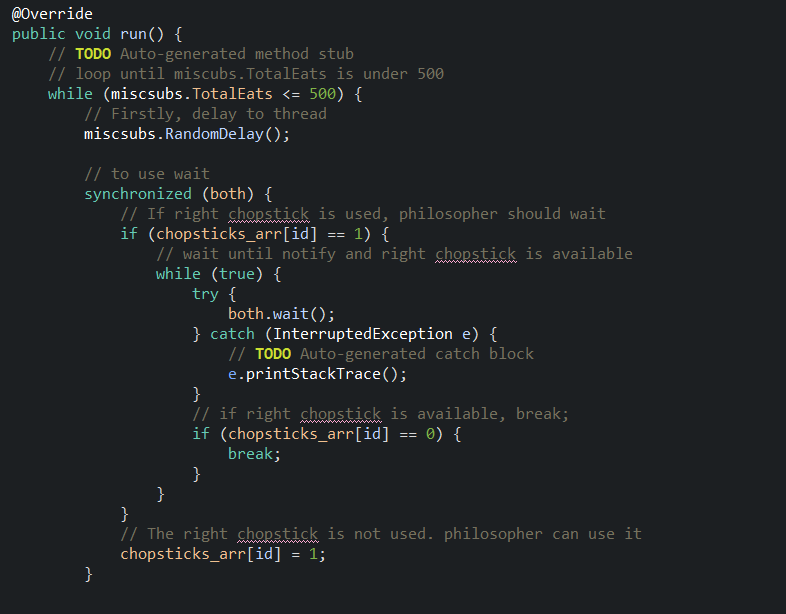 @Override
public void run() {
// TODO Auto-generated method stub
// loop until miscubs.TotalEats is under 500
while (miscsubs.TotalEats <= 500) {
// Firstly, delay to thread
miscsubs.RandomDelay();
// to use wait
synchronized (both) {
// If right chopstick is used, philosopher should wait
if (chopsticks_arr[id] == 1) {
// wait until notify and right chopstick is available
while (true) {
try {
both.wait();
} catch (InterruptedException e) {
// TODO Auto-generated catch block
e.printStackTrace();
}
// if right chopstick is available, break;
if (chopsticks_arr[id] == 0) {
break;
}
}
}
// The right chopstick is not used. philosopher can use it
chopsticks_arr[id] = 1;
}